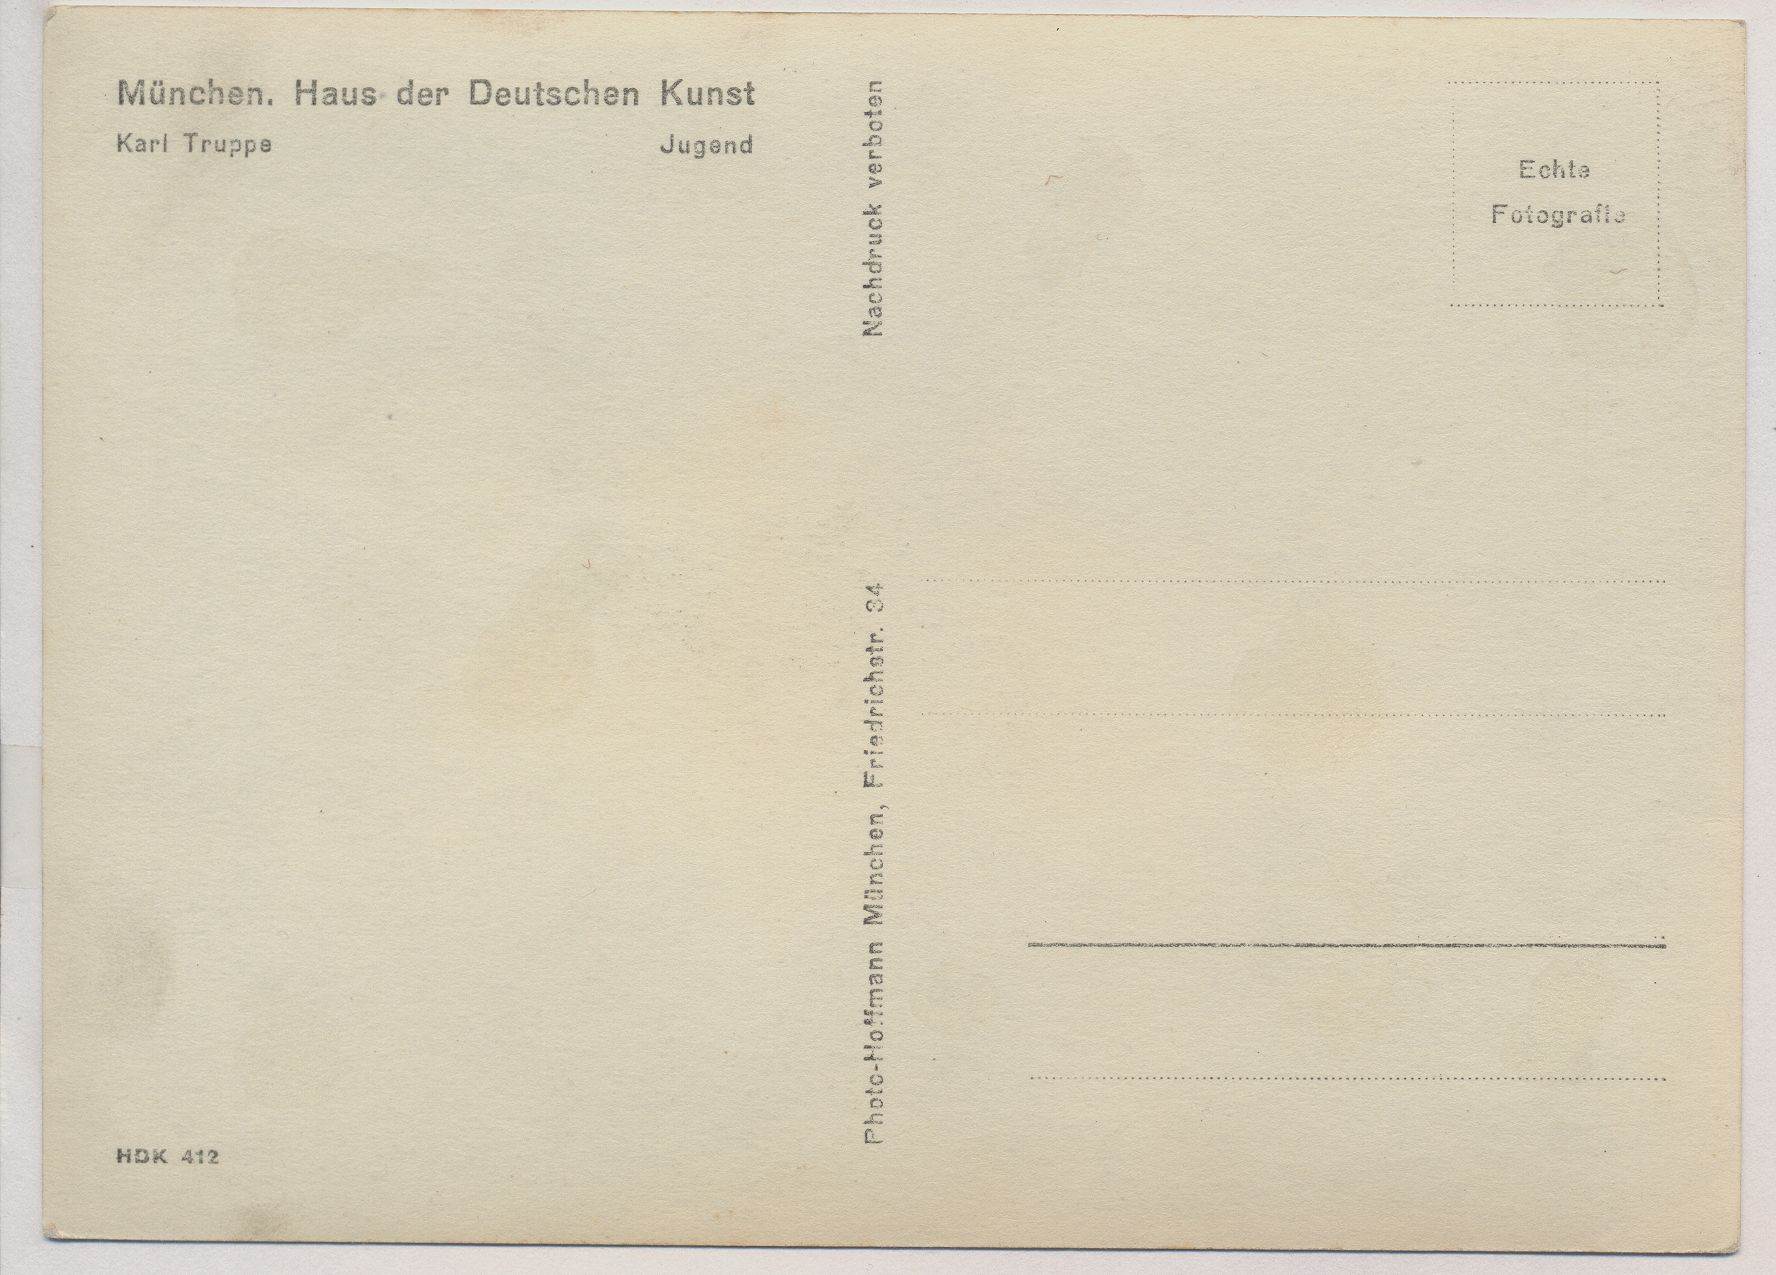 München. Haus der Deutschen Kunst
Karl Truppe Jugend
HDK 412
Nachdruck verboten
Photo-Hoffmann München, Friedrichstr. 34
Echte
Fotografie